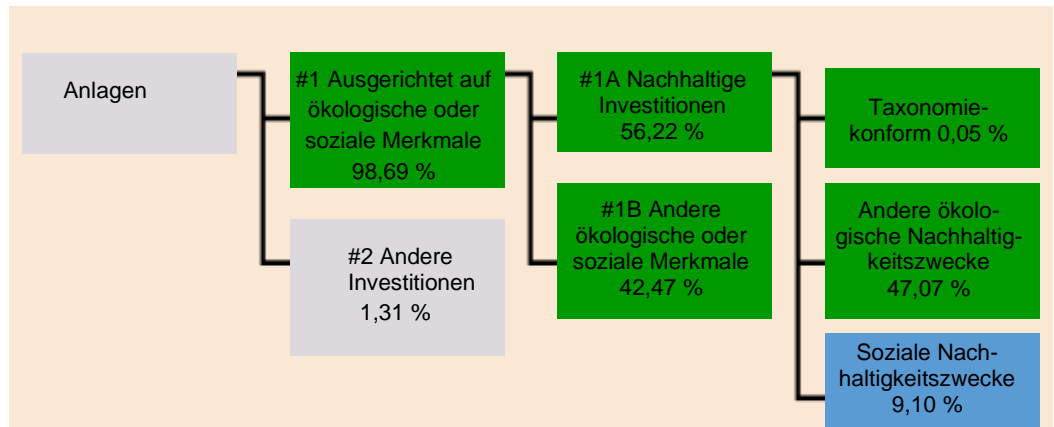 Anlagen
#1 Ausgerichtet auf
ökologische oder
soziale Merkmale
98,69 %
#2 Andere
Investitionen
1,31 %
#1A Nachhaltige
Investitionen
56,22 %
#1B Andere
ökologische oder
soziale Merkmale
42,47 %
Taxonomie-
konform 0,05 %
Andere ökolo-
gische Nachhaltig-
keitszwecke
47,07 %
Soziale Nach-
haltigkeitszwecke
9,10 %